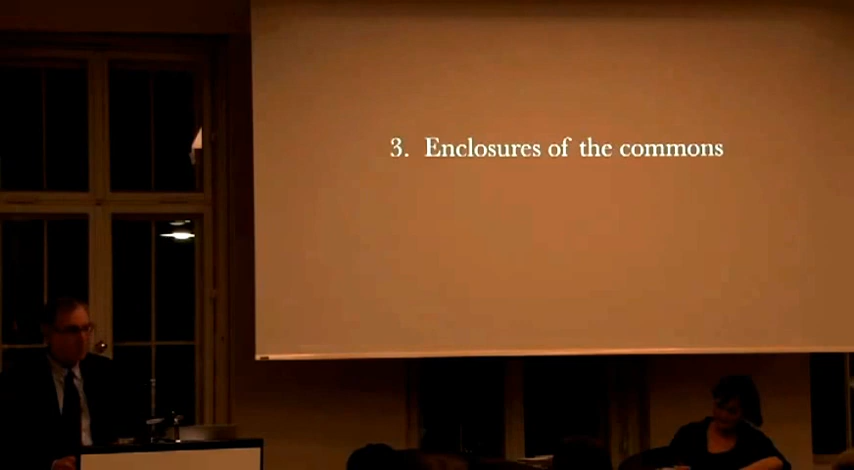 3. Enclosures of the commons